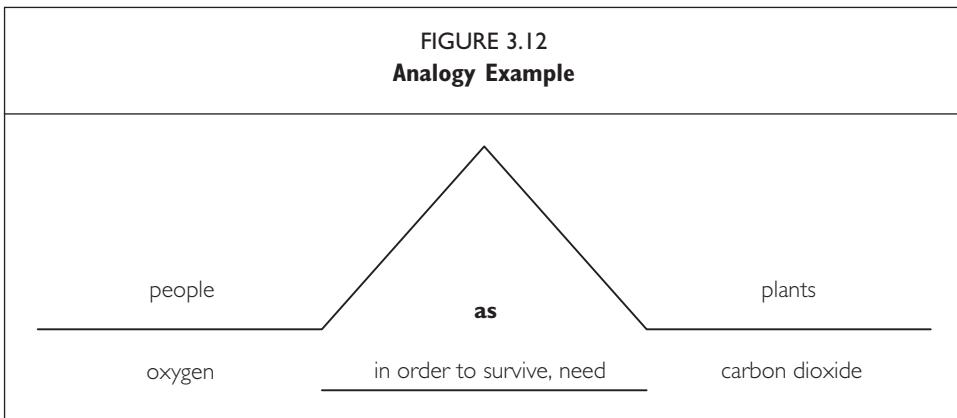 FIGURE 3.12
Analogy Example
people
plants
as
oxygen
in order to survive, need
carbon dioxide